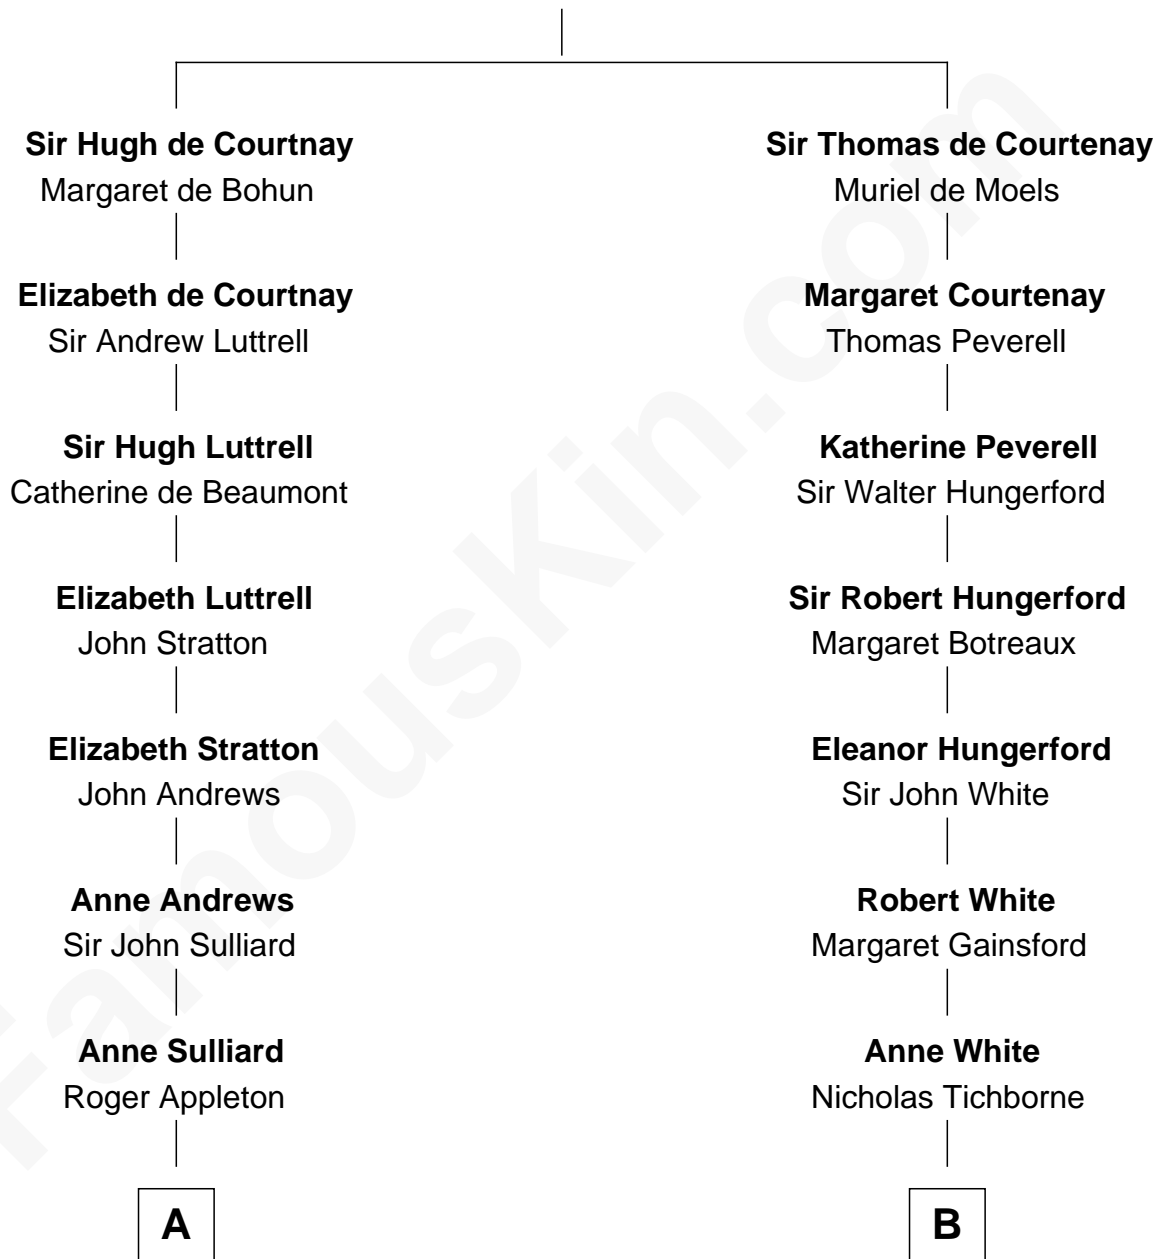 Sir Hugh de Courtnay
Margaret de Bohun
Elizabeth de Courtnay
Sir Andrew Luttrell
Sir Hugh Luttrell
Catherine de Beaumont
Elizabeth Luttrell
John Stratton
Elizabeth Stratton
John Andrews
Anne Andrews
Sir John Sulliard
Anne Sulliard
Roger Appleton
A
Sir Thomas de Courtenay
Muriel de Moels
Margaret Courtenay
Thomas Peverell
Katherine Peverell
Sir Walter Hungerford
Sir Robert Hungerford
Margaret Botreaux
Eleanor Hungerford
Sir John White
Robert White
Margaret Gainsford
Anne White
Nicholas Tichborne
B
FamousKin.com